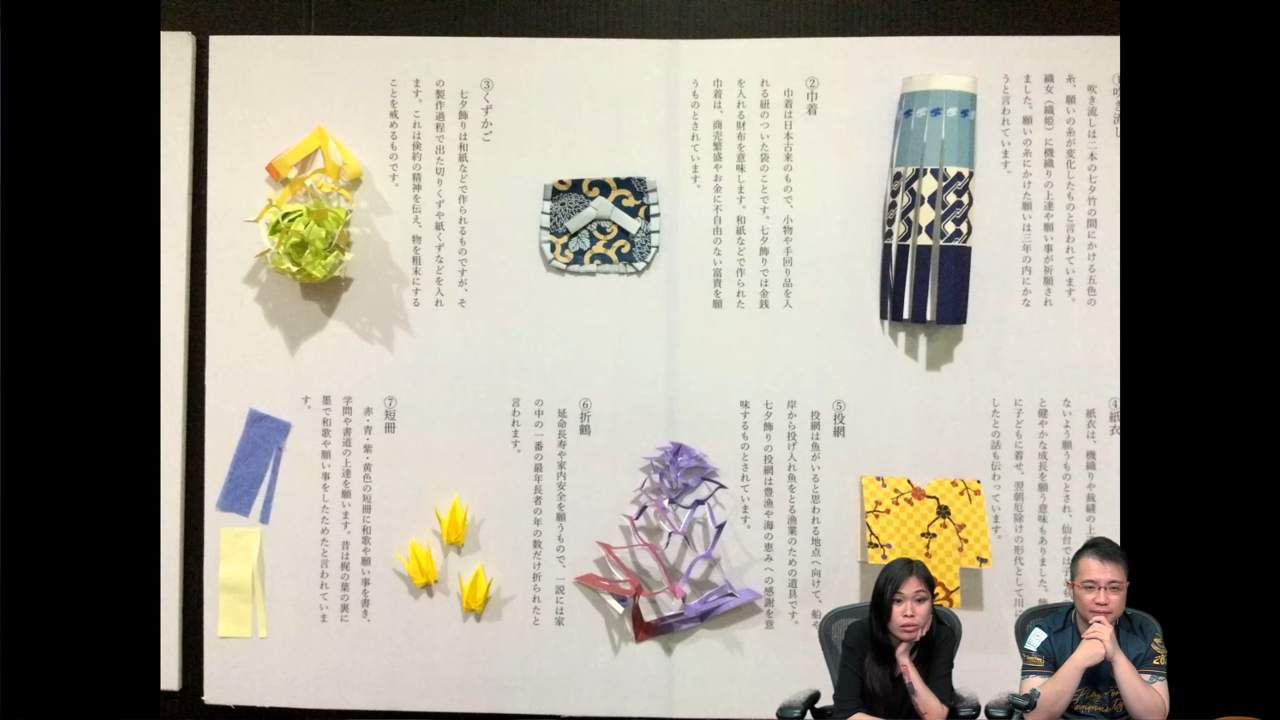 吹き流し
吹き流しは二本の七夕竹の間にかける五色の
糸、願いの糸が変化したものと言われています。
織女（織姫）に機織りの上達や願い事が祈願され
ました。願いの糸にかけた願いは三年の内にかな
うと言われています。
②巾着
巾着は日本古来のもので、小物や手回り品を入
れる紐のついた袋のことです。七夕飾りでは金銭
を入れる財布を意味します。和紙などで作られた
巾着は、商売繁盛やお金に不自由のない富貴を願
うものとされています。
③くずかご
七夕飾りは和紙などで作られるものですが、そ
の製作過程で出た切りくずや紙くずなどを入れ
ます。これは倹約の精神を伝え、物を粗末にする
ことを戒めるものです。
④紙衣
紙衣は、機織りや裁縫の上
ないよう願うものとされ、仙台では子
と健やかな成長を願う意味もありました。
に子どもに着せ、翌朝厄除けの形代として川に
したとの話も伝わっています。
⑤投網
投網は魚がいると思われる地点へ向けて、船や
岸から投げ入れ魚をとる漁業のための道具です。
七夕飾りの投網は豊漁や海の恵みへの感謝を意
味するものとされています。
⑥折鶴
延命長寿や家内安全を願うもので、一説には家
の中の一番の最年長者の年の数だけ折られたと
言われます。
⑦短冊
赤・青・紫・黄色の短冊に和歌や願い事を書き、
学問や書道の上達を願います。昔は梶の葉の裏に
墨で和歌や願い事をしたためたと言われていま
す。